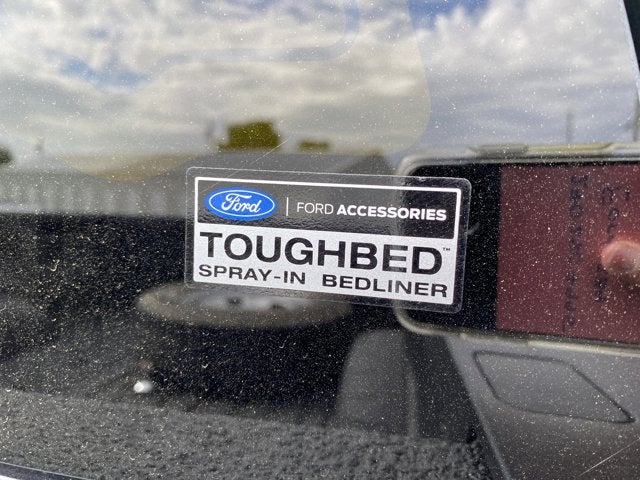 Ford | FORD ACCESSORIES
TOUGHBED™
SPRAY-IN BEDLINER